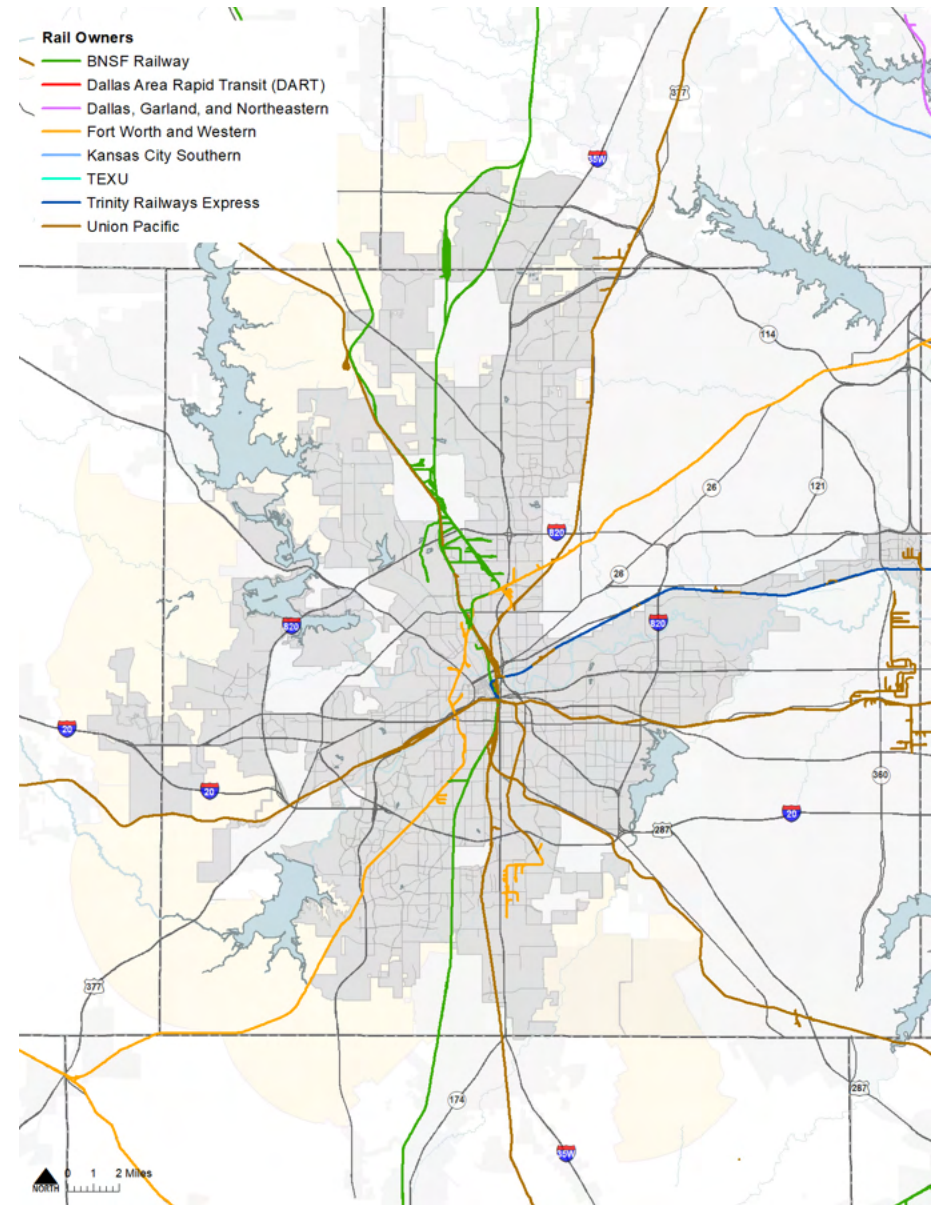 Rail Owners
BNSF Railway
Dallas Area Rapid Transit (DART)
Dallas, Garland, and Northeastern
Fort Worth and Western
Kansas City Southern
TEXU
Trinity Railways Express
Union Pacific
377
35W
114
26
121
820
26
820
820
20
360
20
20
287
377
174
287
35W
0 1 2 Miles
NORTH